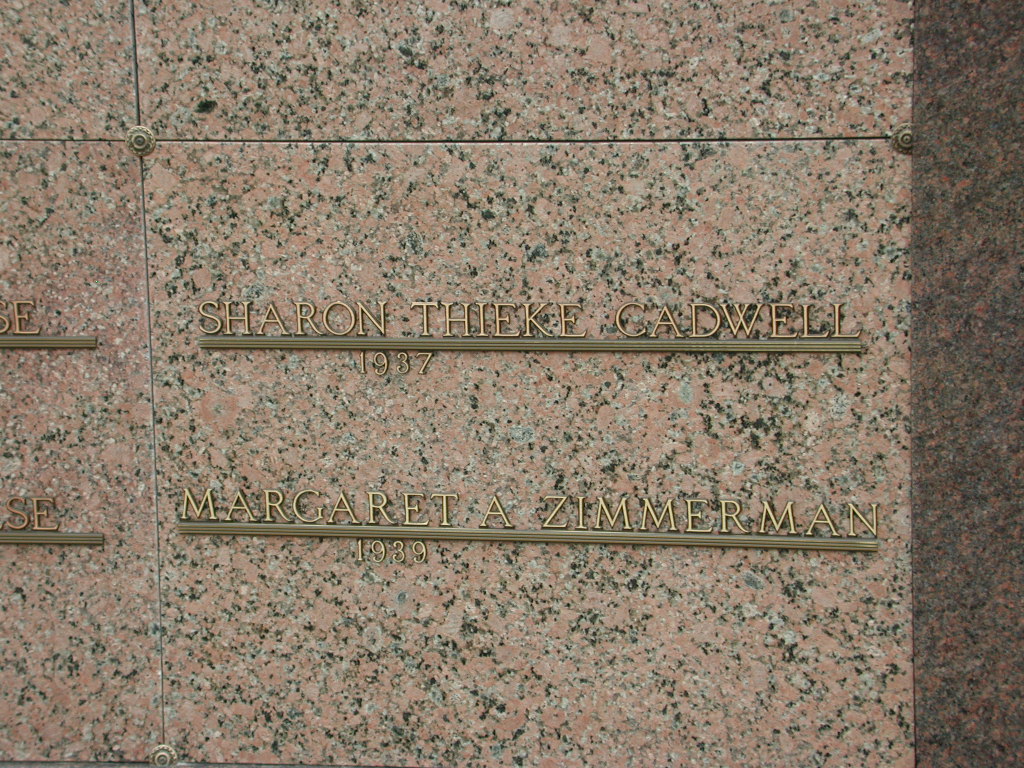 SHARON THIEKE CADWELL
1937
MARGARET A ZIMMERMAN
1939